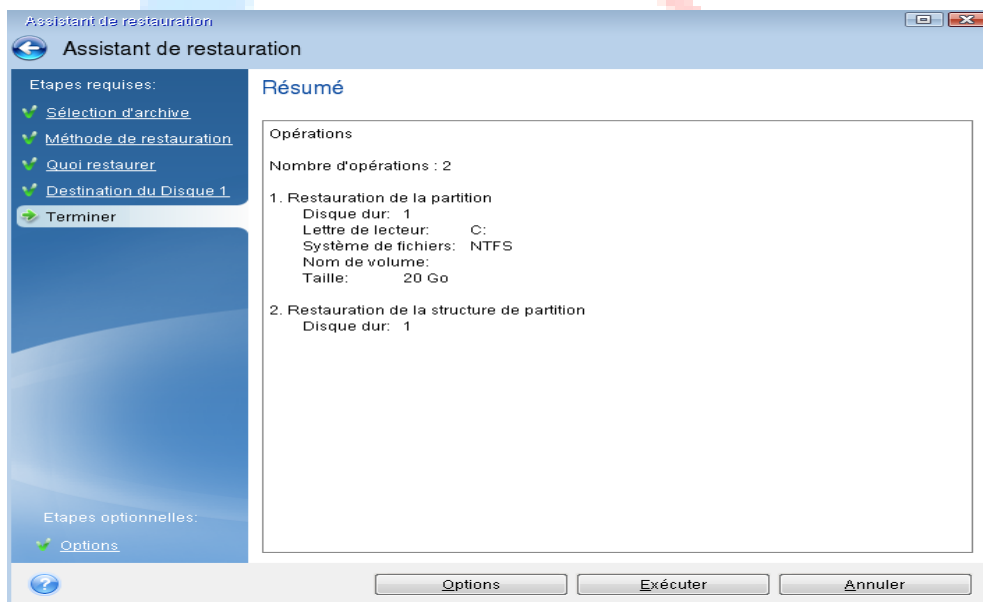 Assistant de restauration
Assistant de restauration
Etapes requises:
Sélection d'archive
Méthode de restauration
Quoi restaurer
Destination du Disque 1
Terminer
Etapes optionnelles:
Options
Résumé
Opérations
Nombre d'opérations : 2
1. Restauration de la partition
Disque dur: 1
Lettre de lecteur: C:
Système de fichiers: NTFS
Nom de volume:
Taille: 20 Go
2. Restauration de la structure de partition
Disque dur: 1
Options
Exécuter
Annuler